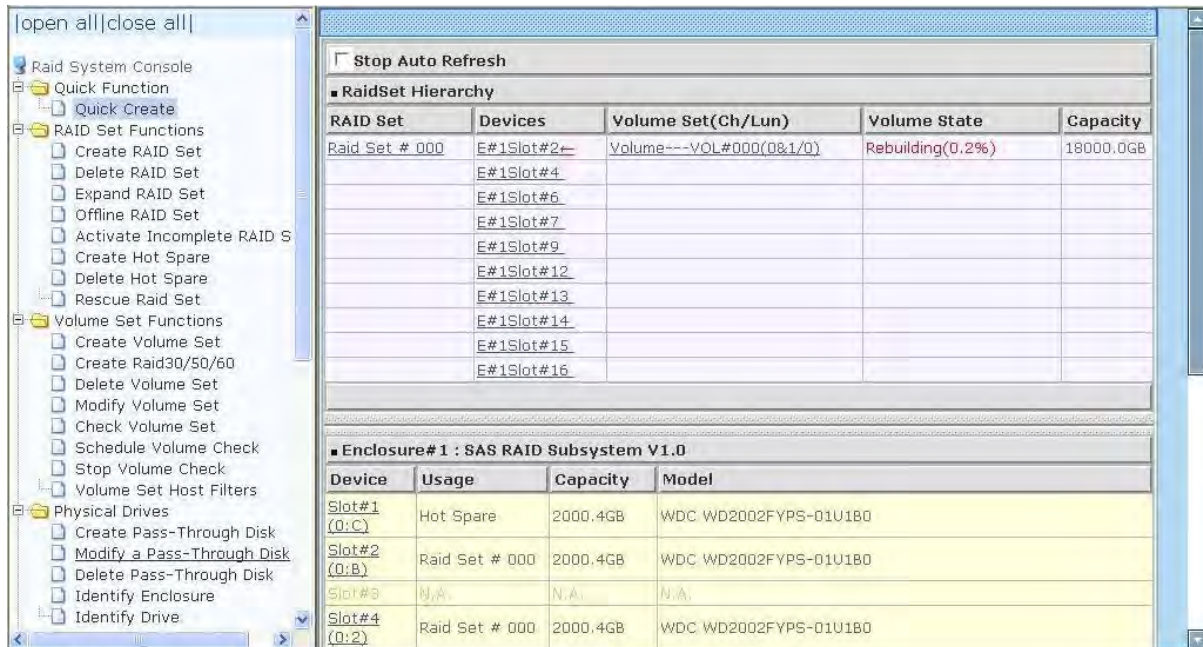 |open all|close all|
Raid System Console
Quick Function
Quick Create
RAID Set Functions
Create RAID Set
Delete RAID Set
Expand RAID Set
Offline RAID Set
Activate Incomplete RAID S
Create Hot Spare
Delete Hot Spare
Rescue Raid Set
Volume Set Functions
Create Volume Set
Create Raid30/50/60
Delete Volume Set
Modify Volume Set
Check Volume Set
Schedule Volume Check
Stop Volume Check
Volume Set Host Filters
Physical Drives
Create Pass-Through Disk
Modify a Pass-Through Disk
Delete Pass-Through Disk
Identify Enclosure
Identify Drive
Stop Auto Refresh
RaidSet Hierarchy
RAID Set Devices Volume Set(Ch/Lun) Volume State Capacity
Raid Set # 000 E#1Slot#2← Volume---VOL#000(0&1/0) Rebuilding(0.2%) 18000.0GB
E#1Slot#4
E#1Slot#6
E#1Slot#7
E#1Slot#9
E#1Slot#12
E#1Slot#13
E#1Slot#14
E#1Slot#15
E#1Slot#16
Enclosure#1 : SAS RAID Subsystem V1.0
Device Usage Capacity Model
Slot#1 (0:C) Hot Spare 2000.4GB WDC WD2002FYPS-01U1B0
Slot#2 (0:B) Raid Set # 000 2000.4GB WDC WD2002FYPS-01U1B0
Slot#3 N.A. N.A. N.A.
Slot#4 (0:2) Raid Set # 000 2000.4GB WDC WD2002FYPS-01U1B0